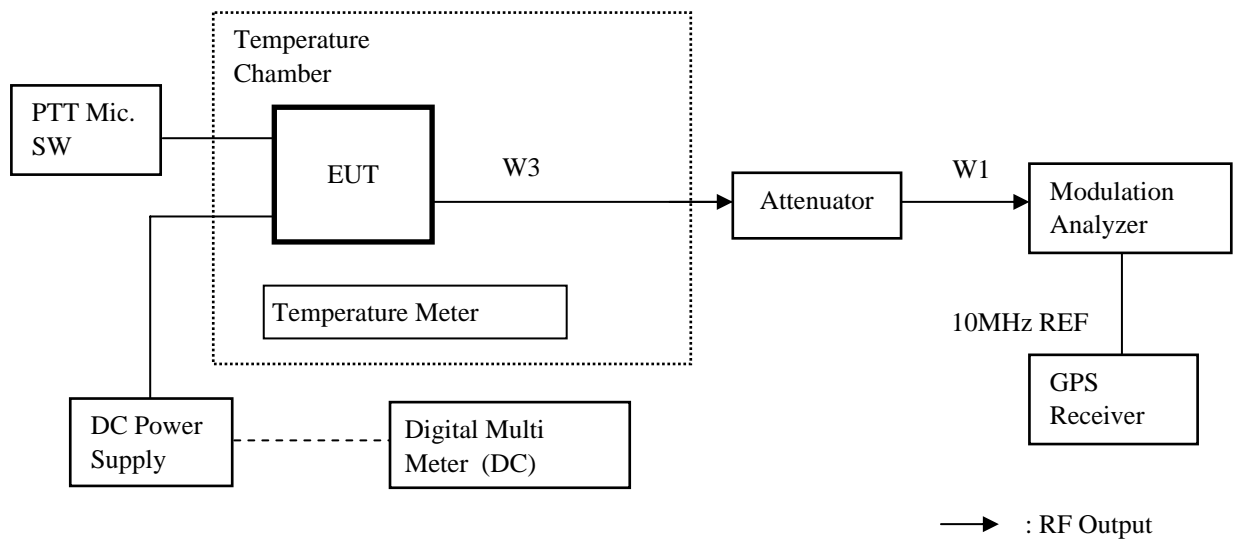 Temperature
Chamber
PTT Mic.
SW
EUT
W3
Attenuator
W1
Modulation
Analyzer
Temperature Meter
10MHz REF
GPS
Receiver
DC Power
Supply
Digital Multi
Meter (DC)
: RF Output